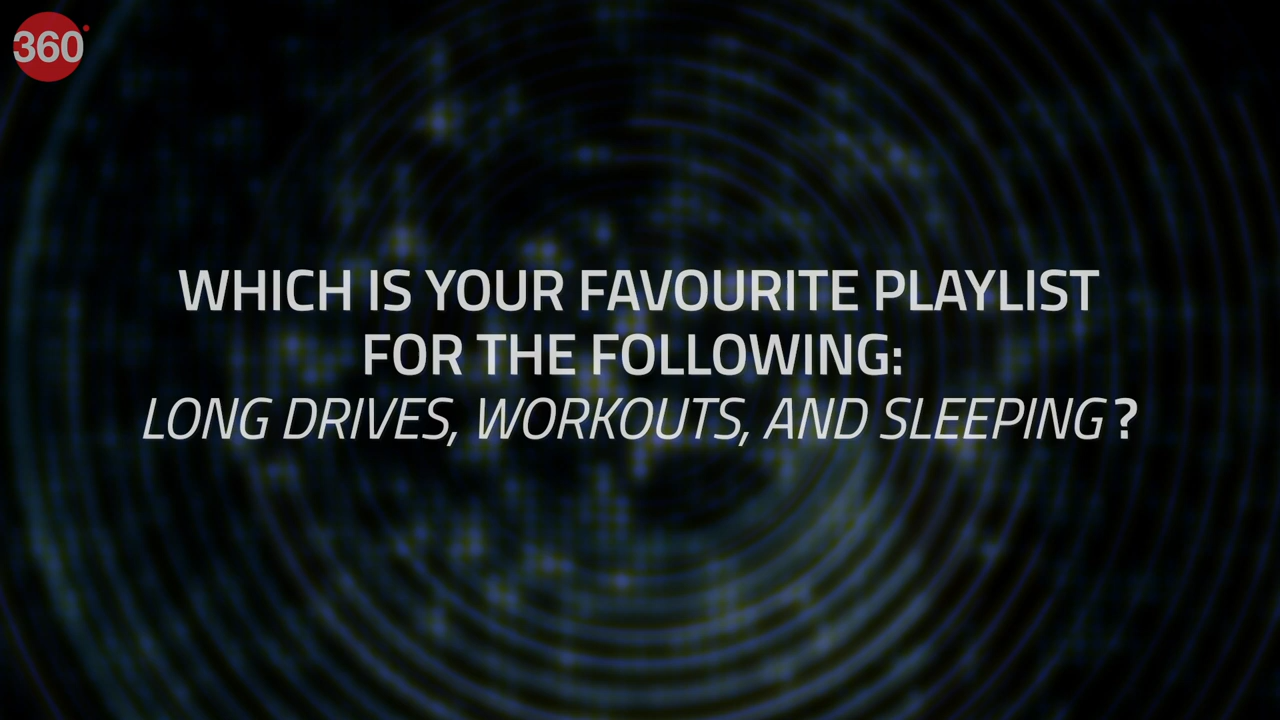 360°
WHICH IS YOUR FAVOURITE PLAYLIST
FOR THE FOLLOWING:
LONG DRIVES, WORKOUTS, AND SLEEPING?